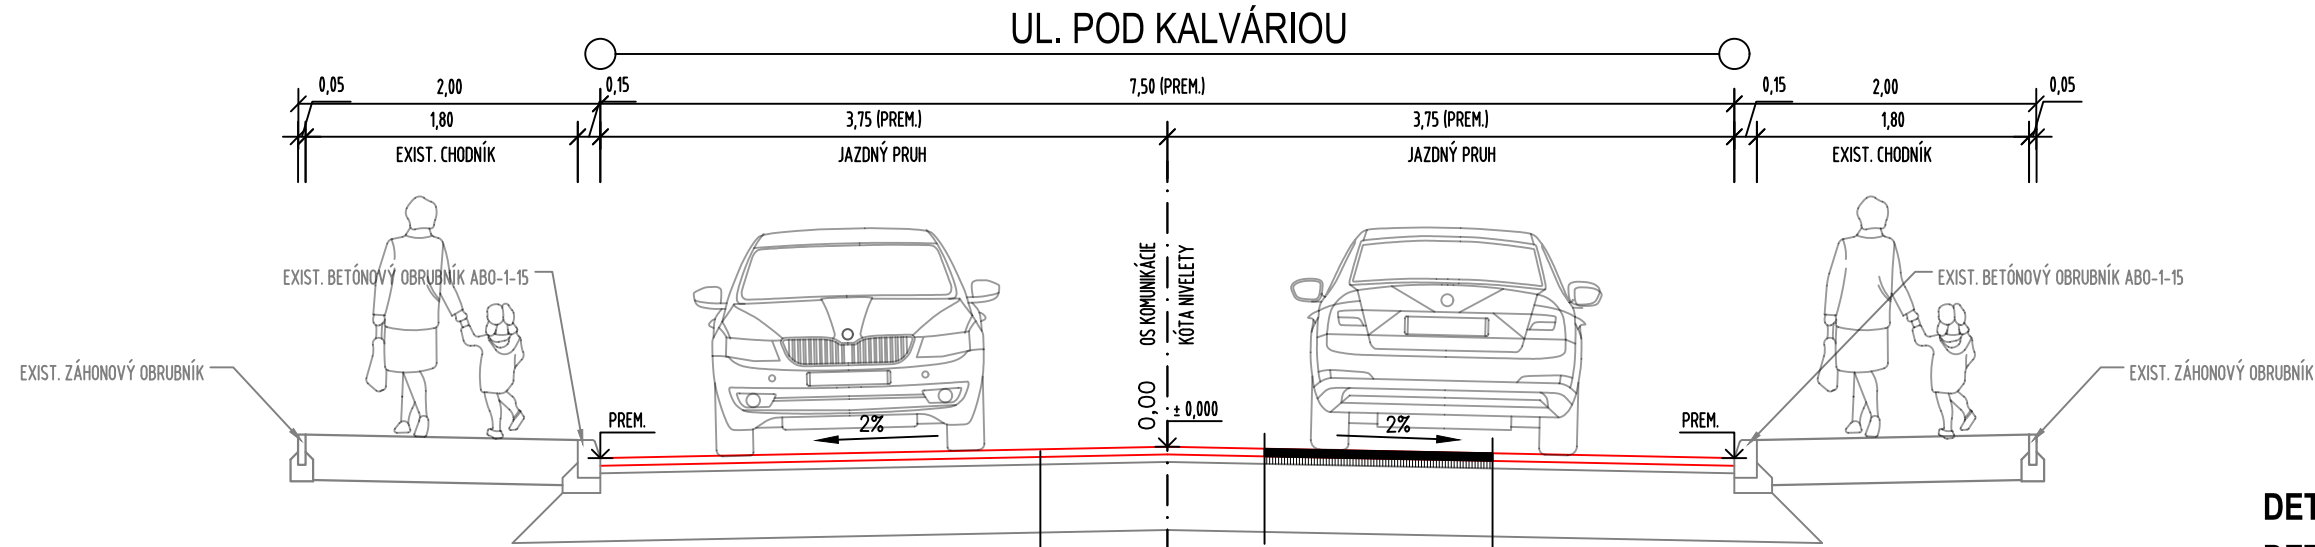 UL. POD KALVÁRIOU
0,05 2,00 0,15 7,50 (PREM.) 0,15 2,00 0,05
1,80 3,75 (PREM.) 3,75 (PREM.) 1,80
EXIST. CHODNÍK JAZDNÝ PRUH JAZDNÝ PRUH EXIST. CHODNÍK
OS KOMUNIKÁCIE
KÓTA NIVELETY
EXIST. BETÓNOVÝ OBRUBNÍK ABO-1-15
EXIST. BETÓNOVÝ OBRUBNÍK ABO-1-15
EXIST. ZÁHONOVÝ OBRUBNÍK
EXIST. ZÁHONOVÝ OBRUBNÍK
0,00
± 0,000
PREM. 2% 2% PREM.